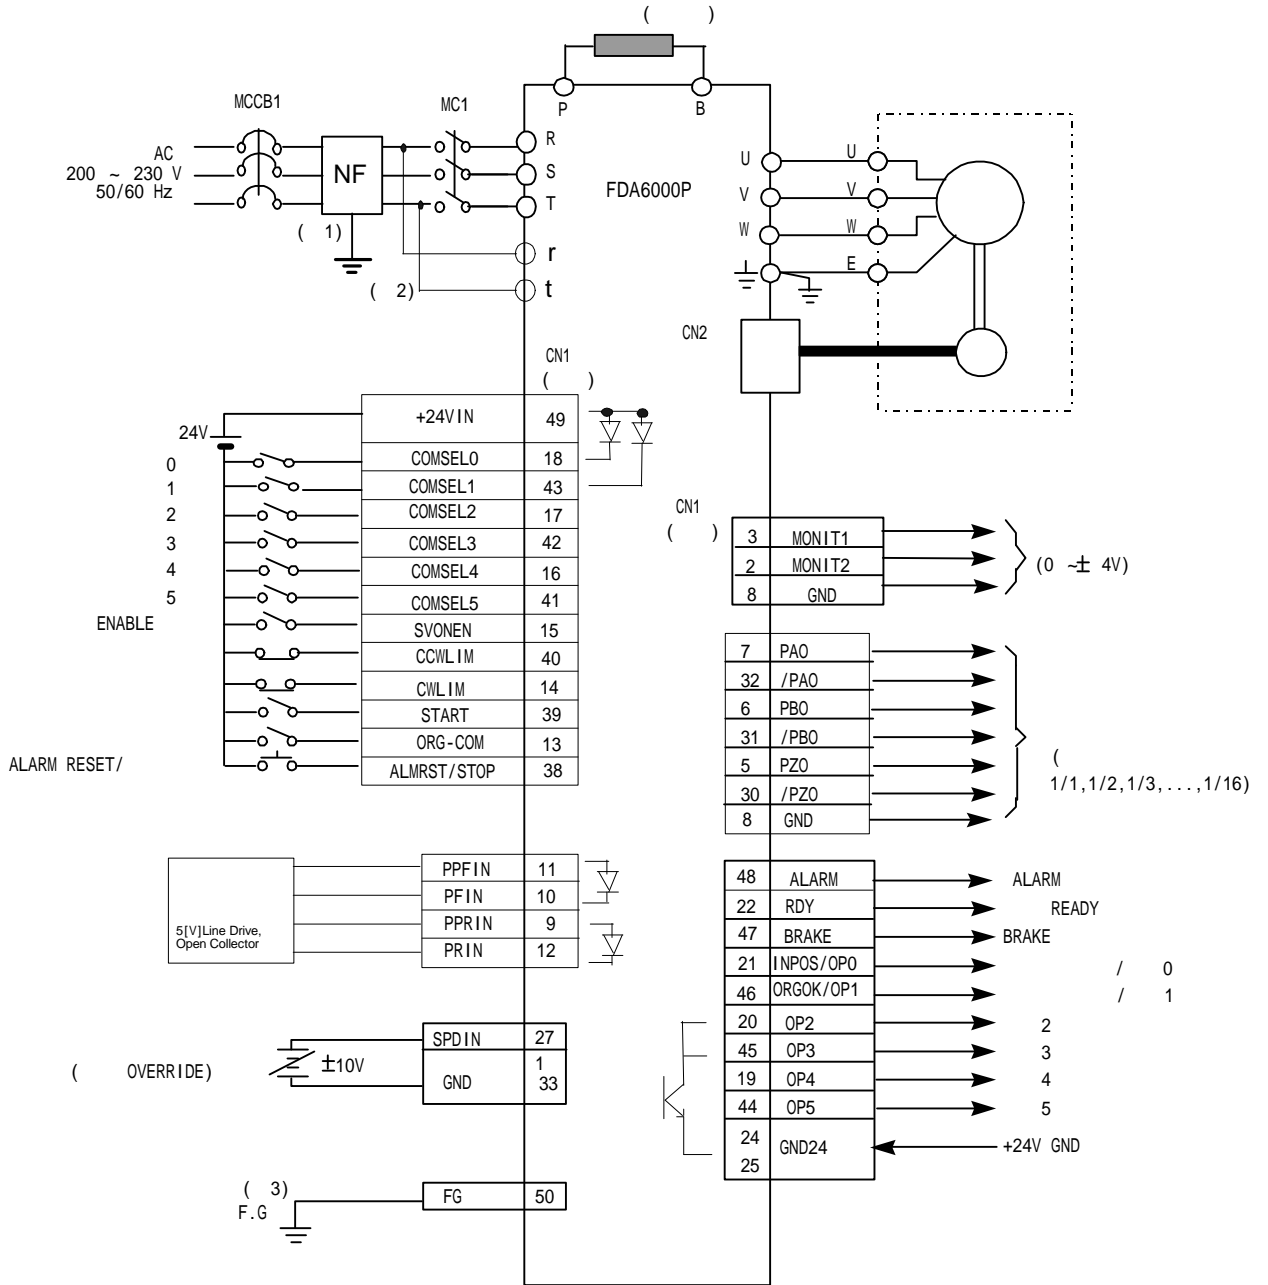 (      )
P
B
MCCB1
MC1
AC
200 ~ 230 V
50/60 Hz
NF
( 1)
( 2)
R
S
T
r
t
FDA6000P
U
V
W
U
V
W
E
CN2
CN1
(      )
24V
+24VIN 49
0 COMSEL0 18
1 COMSEL1 43
2 COMSEL2 17
3 COMSEL3 42
4 COMSEL4 16
5 COMSEL5 41
ENABLE SVONEN 15
CCWLIM 40
CWLIM 14
START 39
ORG-COM 13
ALARM RESET/ ALMRST/STOP 38
5[V]Line Drive,
Open Collector
PPFIN 11
PFIN 10
PPRIN 9
PRIN 12
( OVERRIDE)
±10V
SPDIN 27
1
GND 33
( 3)
F.G
FG 50
CN1
(      )
3 MONIT1
2 MONIT2
8 GND
(0 ~± 4V)
7 PAO
32 /PAO
6 PBO
31 /PBO
5 PZO
30 /PZO
8 GND
(
1/1,1/2,1/3,...,1/16)
48 ALARM ALARM
22 RDY READY
47 BRAKE BRAKE
21 INPOS/OP0 / 0
46 ORGOK/OP1 / 1
20 OP2 2
45 OP3 3
19 OP4 4
44 OP5 5
24
GND24 +24V GND
25